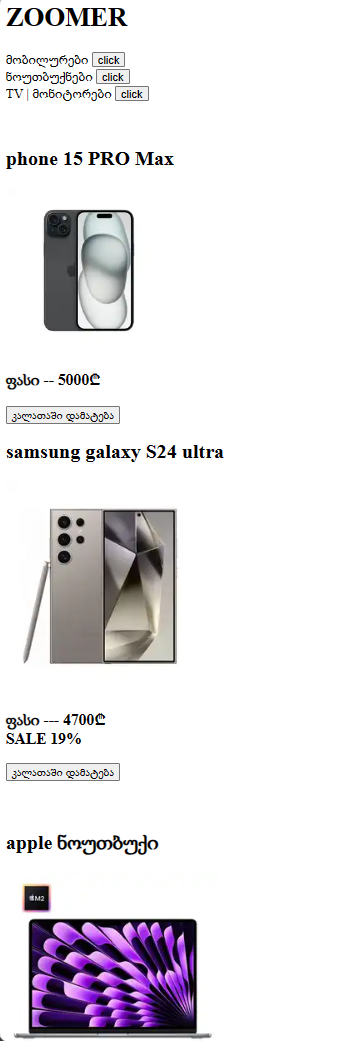 ZOOMER
მობილურები click
ნოუთბუქნები click
TV | მონიტორები click
phone 15 PRO Max
ფასი -- 5000₾
კალათაში დამატება
samsung galaxy S24 ultra
ფასი --- 4700₾
SALE 19%
კალათაში დამატება
apple ნოუთბუქი
M2